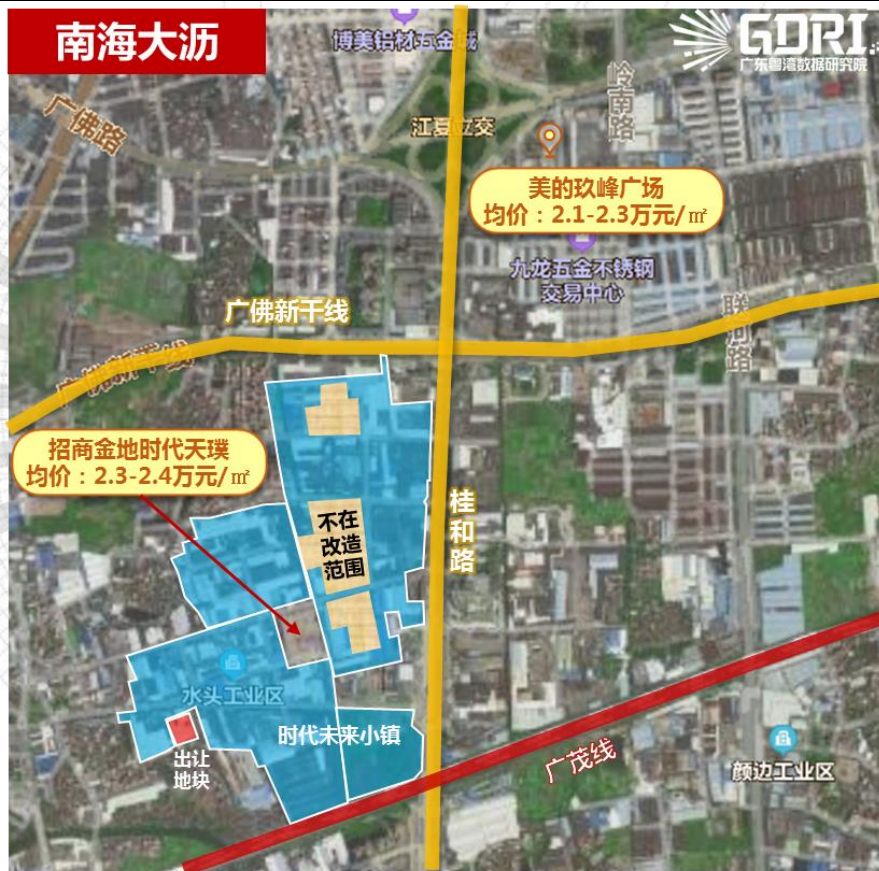 南海大沥
博美铝材五金城
GDRI
广东粤湾数据研究院
岭南路
广佛路
江夏立交
美的玖峰广场
均价：2.1-2.3万元/㎡
九龙五金不锈钢
交易中心
联河路
广佛新干线
广佛新干线
招商金地时代天璞
均价：2.3-2.4万元/㎡
桂和路
不在
改造
范围
水头工业区
时代未来小镇
出让
地块
广茂线
颜边工业区